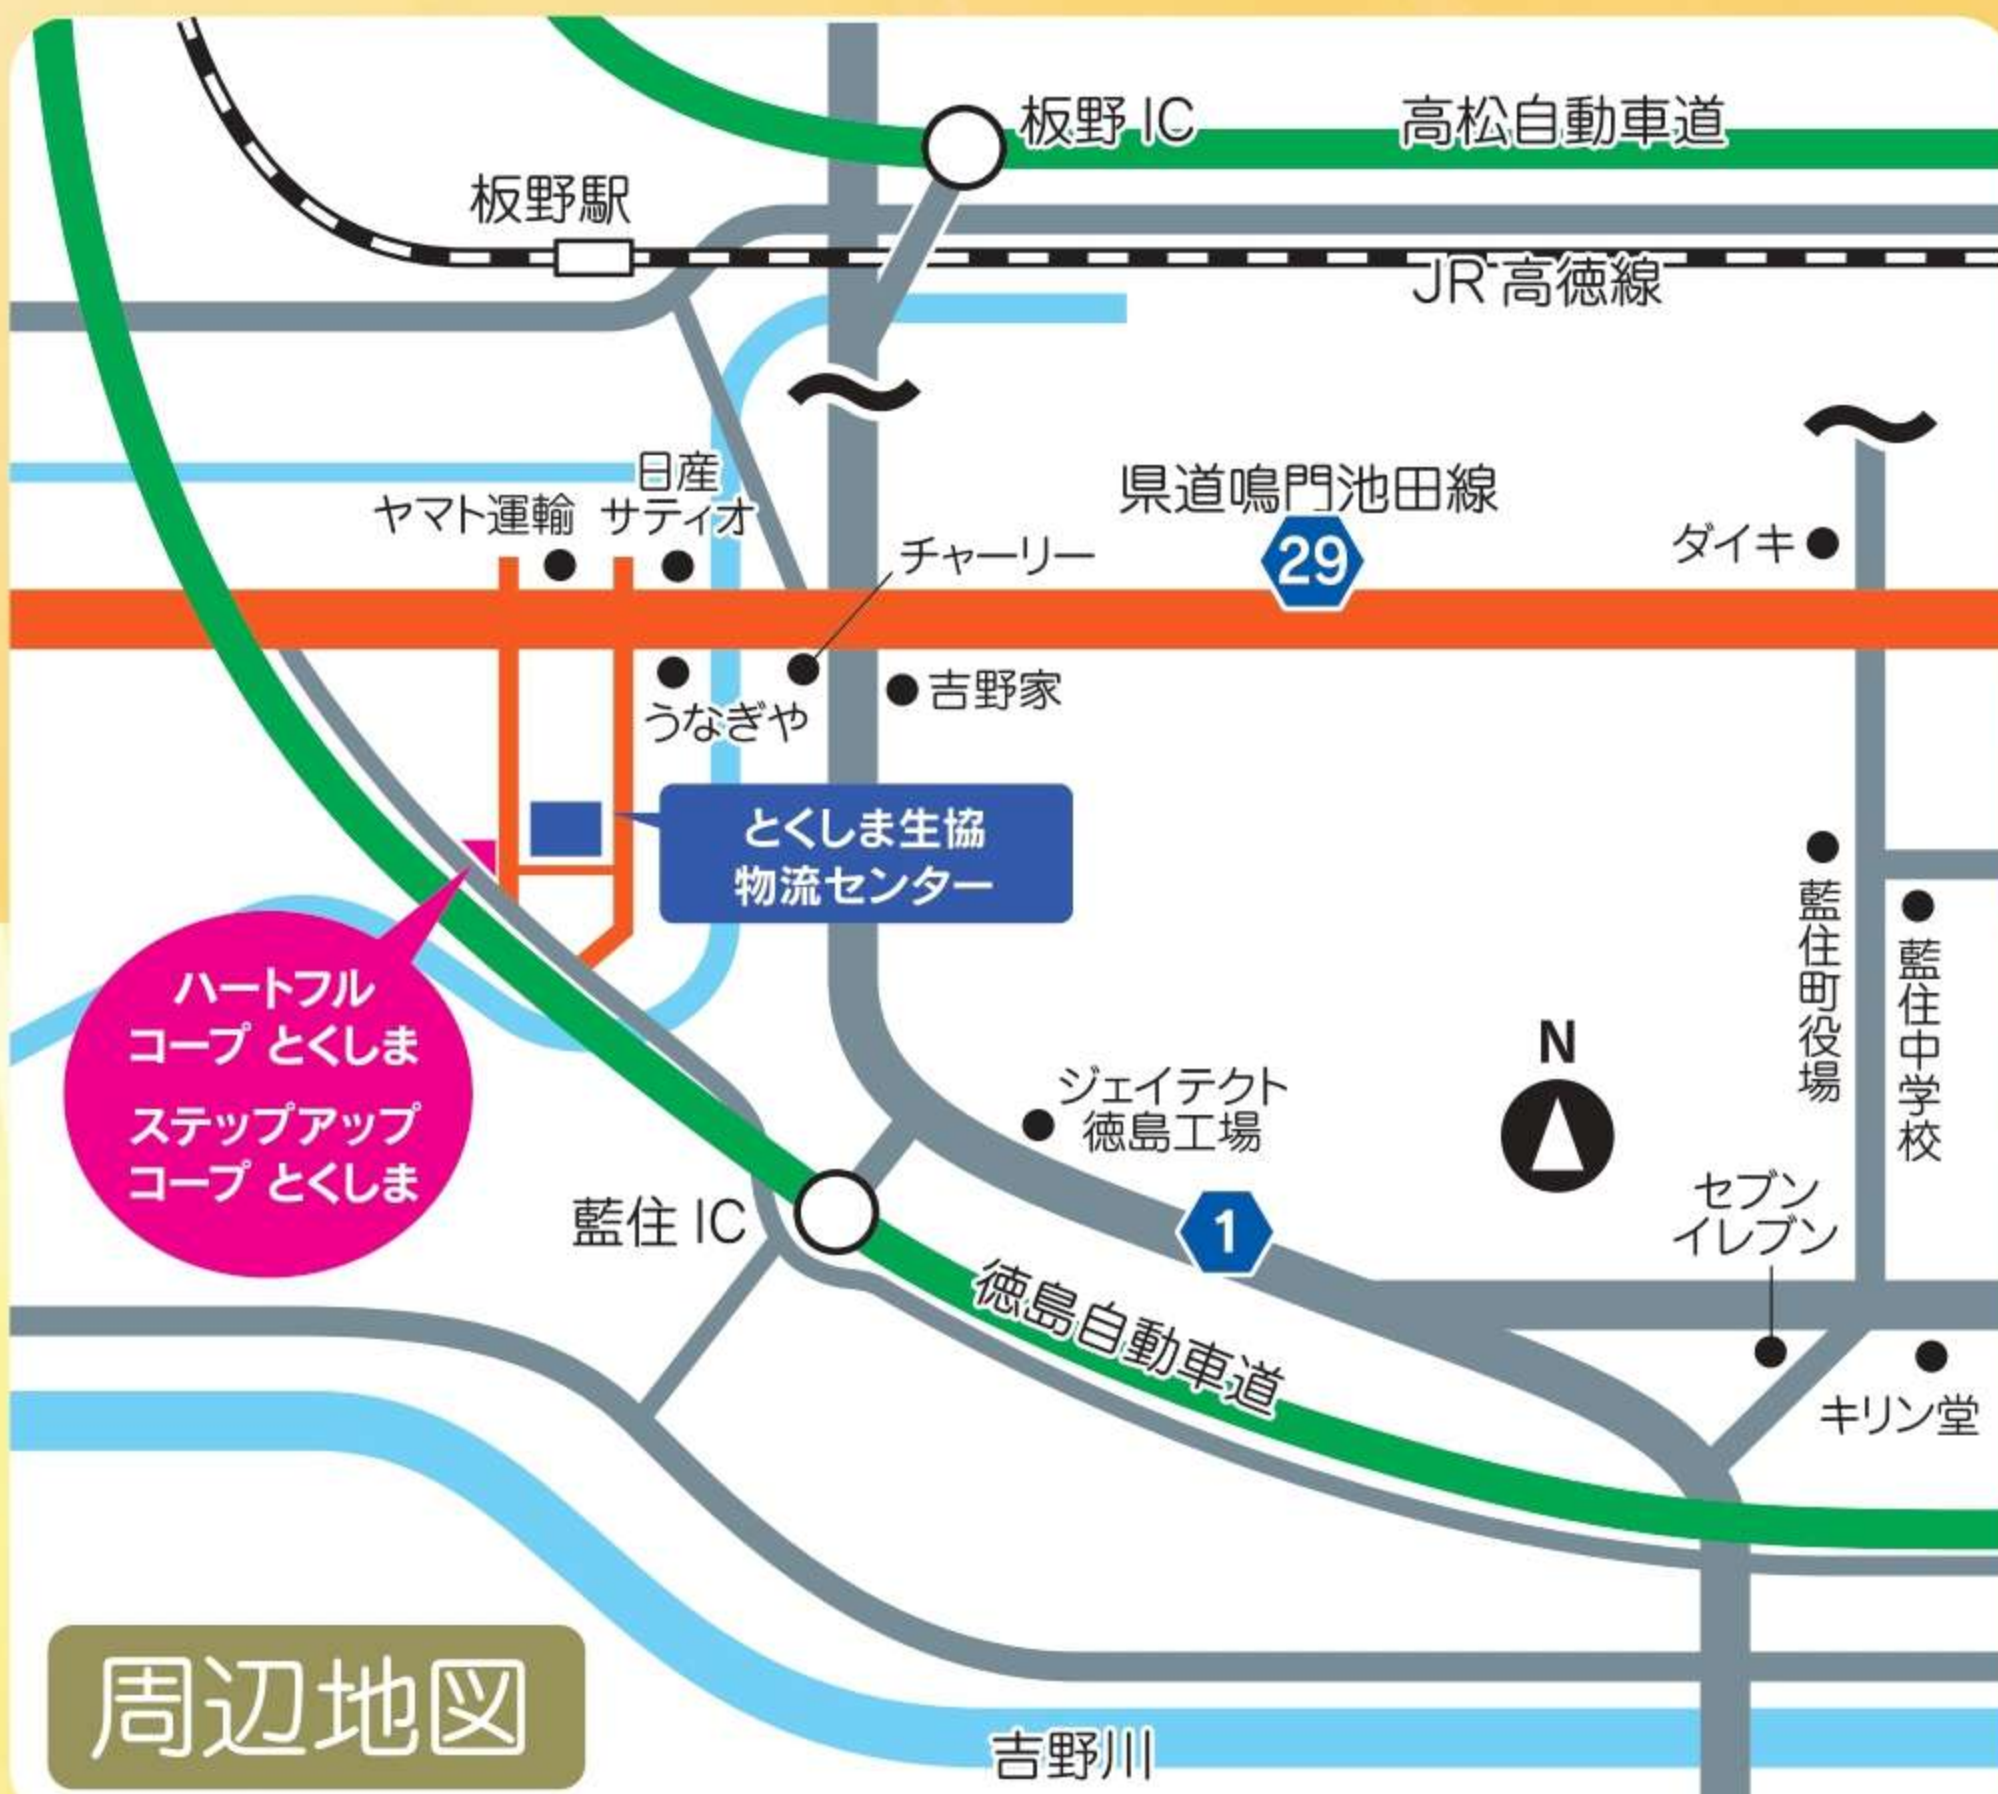 板野 IC
高松自動車道
板野駅
JR 高徳線
日産
サティオ
ヤマト運輸
県道鳴門池田線
29
チャーリー
ダイキ
うなぎや
吉野家
とくしま生協
物流センター
藍住町役場
藍住中学校
ハートフル
コープ とくしま
ステップアップ
コープ とくしま
N
ジェイテクト
徳島工場
セブン
イレブン
藍住 IC
1
徳島自動車道
キリン堂
周辺地図
吉野川